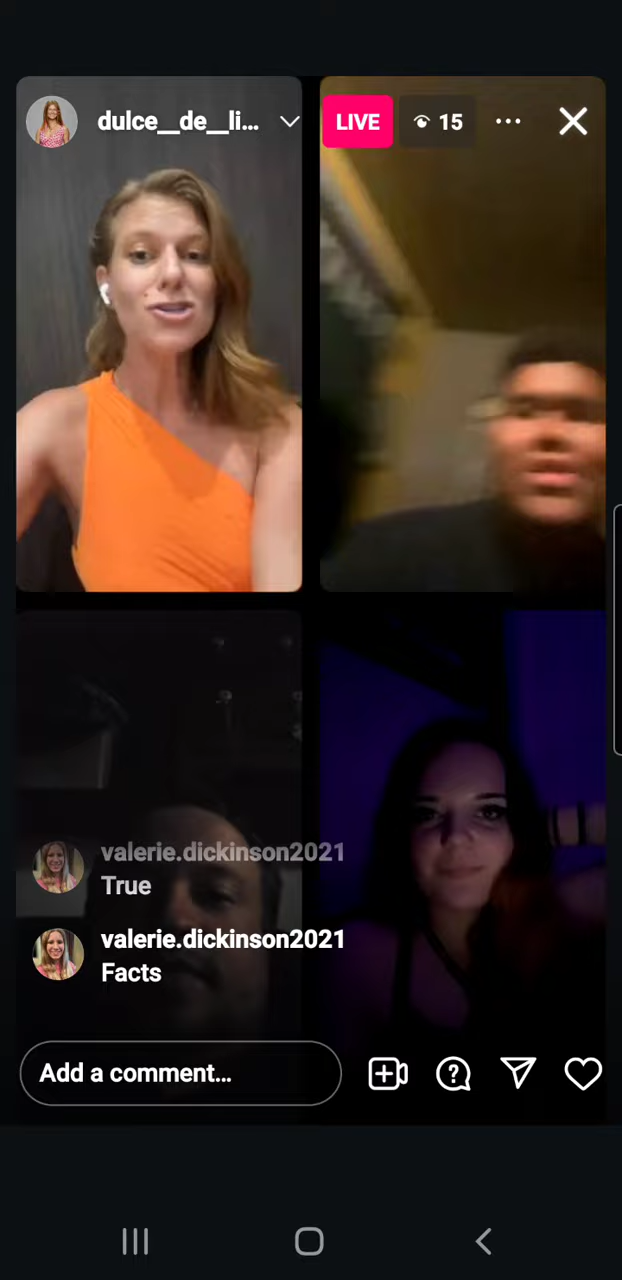 dulce__de__li...
LIVE
15
valerie.dickinson2021
True
valerie.dickinson2021
Facts
Add a comment...